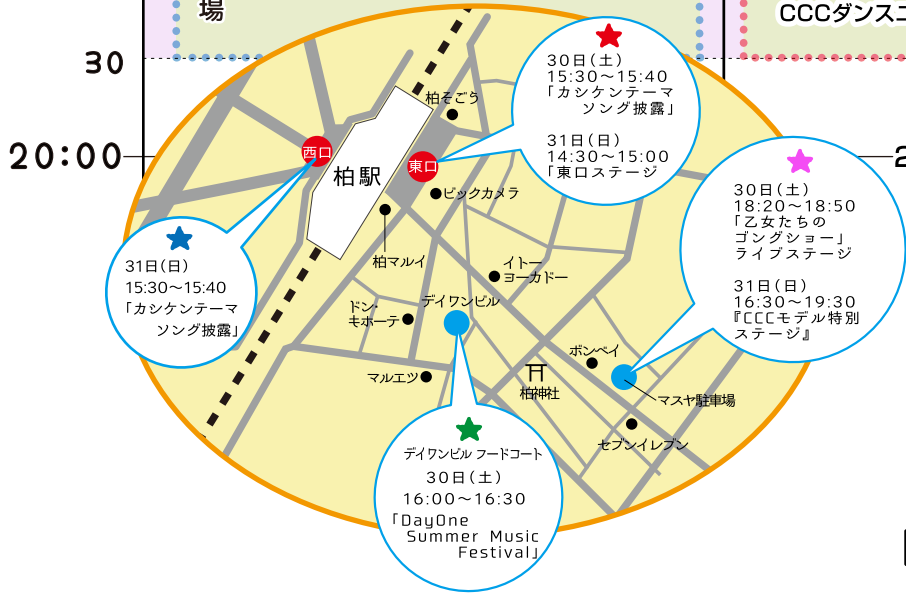 場
CCCダンスコ
30
20:00
2
30日(土)
15:30～15:40
「カシケンテーマ
ソング披露」
31日(日)
14:30～15:00
「東口ステージ
柏そごう
西口
東口
柏駅
ビックカメラ
柏マルイ
イトー
ヨーカドー
デイワンビル
ドン・
キホーテ
マルエツ
ボンベイ
柏神社
マスヤ駐車場
セブンイレブン
30日(土)
18:20～18:50
「乙女たちの
ゴングショー」
ライブステージ
31日(日)
16:30～19:30
『CCCモデル特別
ステージ』
31日(日)
15:30～15:40
「カシケンテーマ
ソング披露」
デイワンビル フードコート
30日(土)
16:00～16:30
「DayOne
Summer Music
Festival」